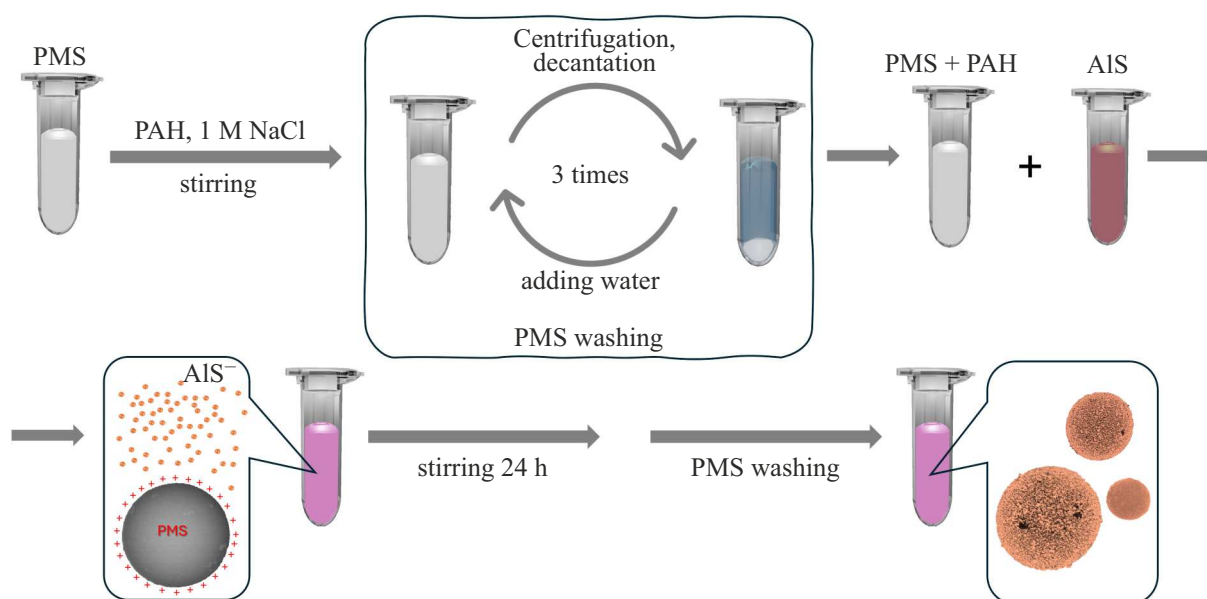 PMS
PAH, 1 M NaCl
stirring
Centrifugation,
decantation
3 times
adding water
PMS washing
PMS + PAH
+
AlS
AlS⁻
PMS
stirring 24 h
PMS washing